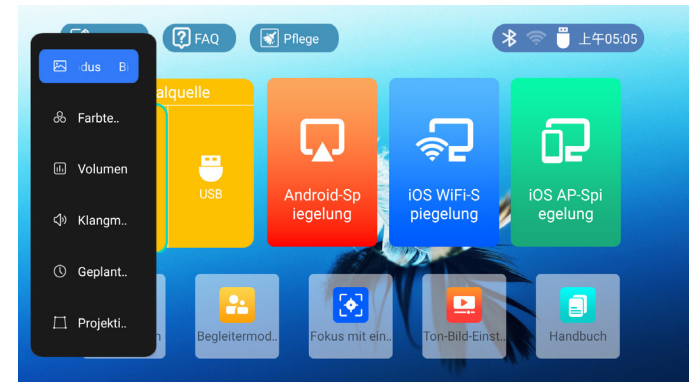 FAQ
Pflege
上午05:05
dus Bi
alquelle
Farbte..
Volumen
USB
Android-Sp
iegelung
iOS WiFi-S
piegelung
iOS AP-Spi
egelung
Klangm..
Geplant..
Projekti..
n
Begleitermod..
Fokus mit ein..
Ton-Bild-Einst..
Handbuch